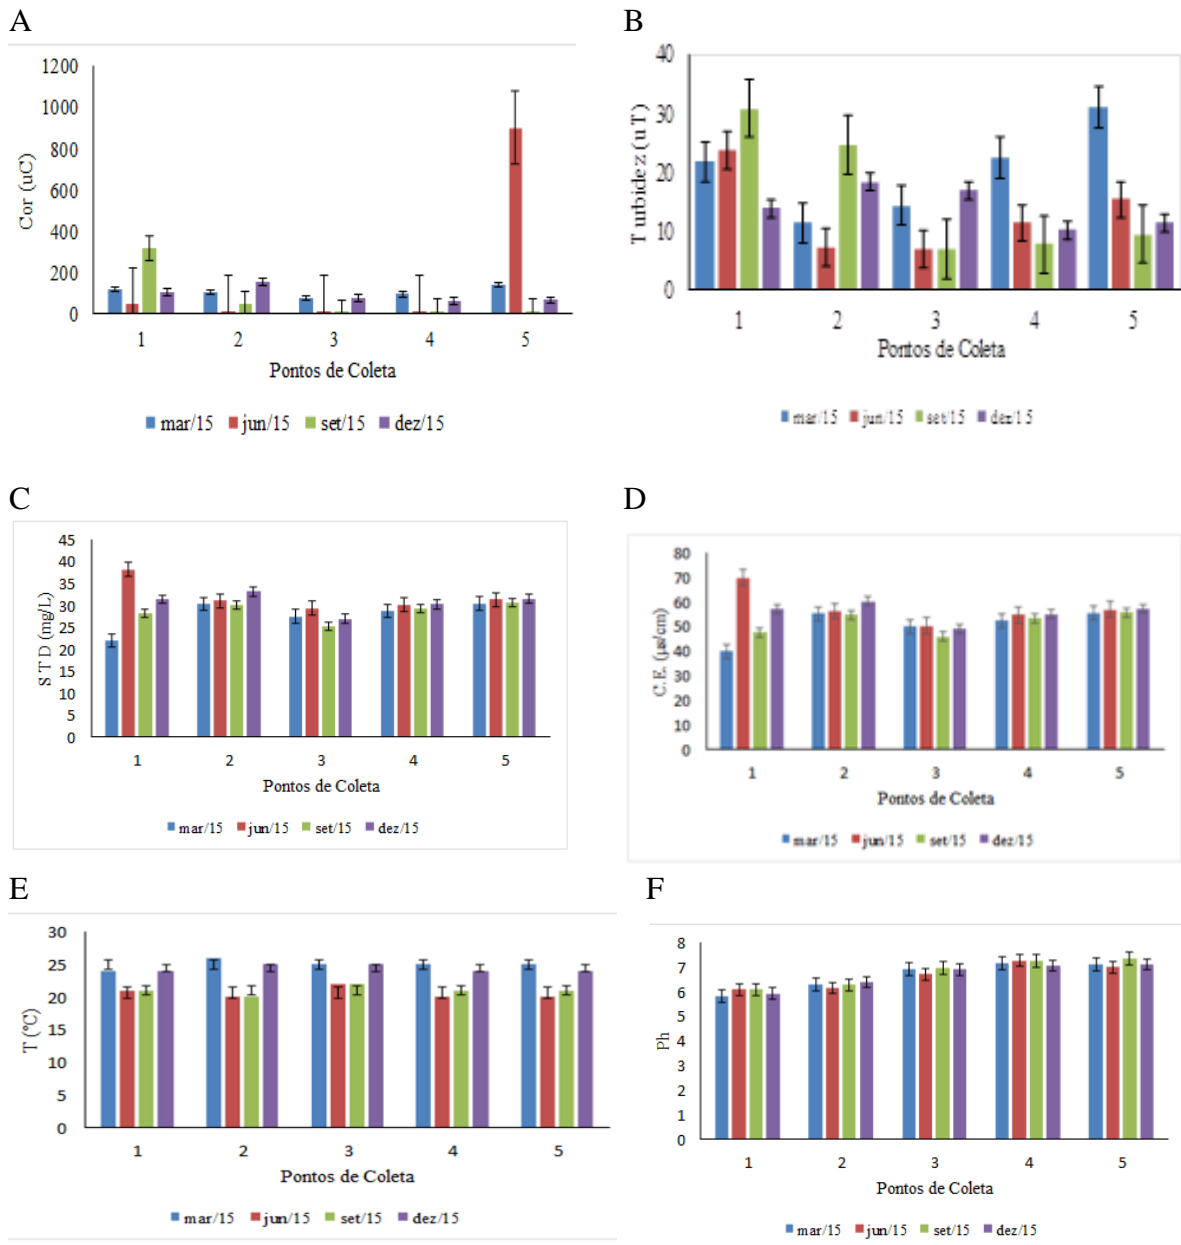 A
Cor (uC)
1200
1000
800
600
400
200
0
1 2 3 4 5
Pontos de Coleta
mar/15 jun/15 set/15 dez/15
B
Turbidez (uT)
40
30
20
10
0
1 2 3 4 5
Pontos de Coleta
mar/15 jun/15 set/15 dez/15
C
STD (mg/L)
45
40
35
30
25
20
15
10
5
0
1 2 3 4 5
Pontos de Coleta
mar/15 jun/15 set/15 dez/15
D
C.E. (µs/cm)
80
70
60
50
40
30
20
10
0
1 2 3 4 5
Pontos de Coleta
mar/15 jun/15 set/15 dez/15
E
T (°C)
30
25
20
15
10
5
0
1 2 3 4 5
Pontos de Coleta
mar/15 jun/15 set/15 dez/15
F
Ph
8
7
6
5
4
3
2
1
0
1 2 3 4 5
Pontos de Coleta
mar/15 jun/15 set/15 dez/15